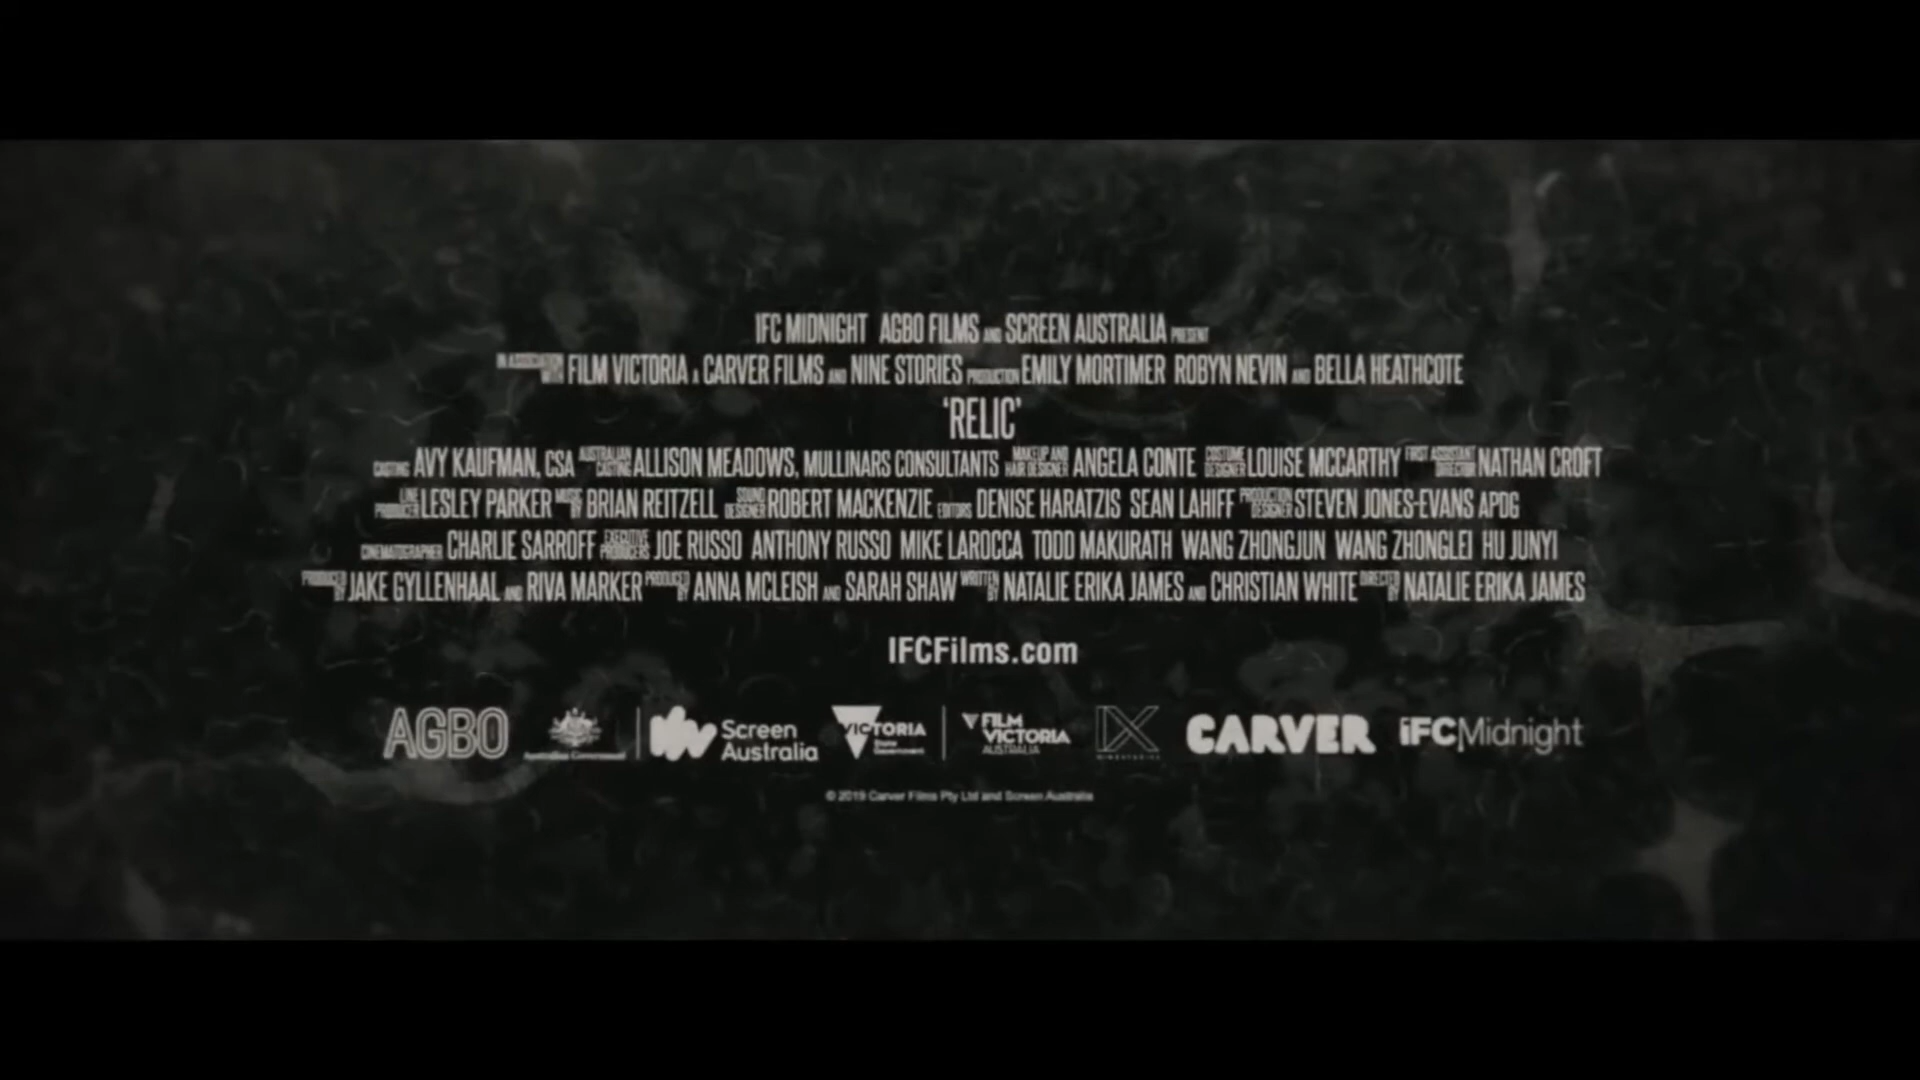 IFC MIDNIGHT AGBO FILMS AND SCREEN AUSTRALIA PRESENT
IN ASSOCIATION WITH FILM VICTORIA A CARVER FILMS AND NINE STORIES PRODUCTION EMILY MORTIMER ROBYN NEVIN AND BELLA HEATHCOTE
'RELIC'
CASTING AVY KAUFMAN, CSA AUSTRALIAN CASTING ALLISON MEADOWS, MULLINARS CONSULTANTS MAKEUP AND HAIR DESIGNER ANGELA CONTE COSTUME DESIGNER LOUISE MCCARTHY FIRST ASSISTANT DIRECTOR NATHAN CROFT
LINE PRODUCER LESLEY PARKER MUSIC BY BRIAN REITZELL SOUND DESIGNER ROBERT MACKENZIE EDITORS DENISE HARATZIS SEAN LAHIFF PRODUCTION DESIGNER STEVEN JONES-EVANS APDG
CINEMATOGRAPHER CHARLIE SARROFF EXECUTIVE PRODUCERS JOE RUSSO ANTHONY RUSSO MIKE LAROCCA TODD MAKURATH WANG ZHONGJUN WANG ZHONGLEI HU JUNYI
PRODUCED BY JAKE GYLLENHAAL AND RIVA MARKER PRODUCED BY ANNA MCLEISH AND SARAH SHAW WRITTEN BY NATALIE ERIKA JAMES AND CHRISTIAN WHITE DIRECTED BY NATALIE ERIKA JAMES
IFCFilms.com
AGBO Australian Government Screen Australia VICTORIA State Government FILM VICTORIA AUSTRALIA NINESTORIES CARVER IFC Midnight
© 2019 Carver Films Pty Ltd and Screen Australia